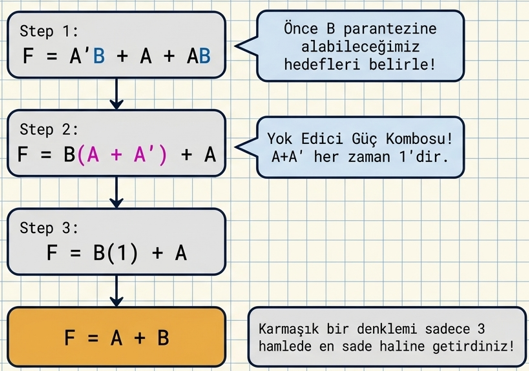 Step 1:
F = A'B + A + AB
Önce B parantezine
alabileceğimiz
hedefleri belirle!
Step 2:
F = B(A + A') + A
Yok Edici Güç Kombosu!
A+A' her zaman 1'dir.
Step 3:
F = B(1) + A
F = A + B
Karmaşık bir denklemi sadece 3
hamlede en sade haline getirdiniz!